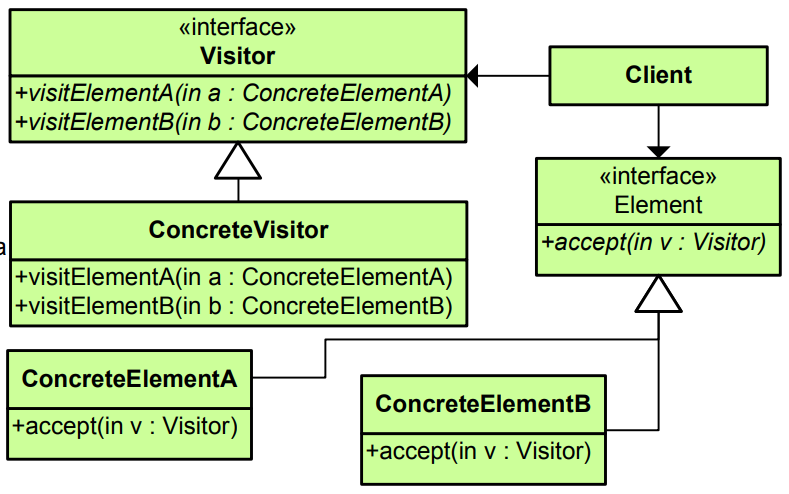 «interface»
Visitor
+visitElementA(in a : ConcreteElementA)
+visitElementB(in b : ConcreteElementB)
Client
«interface»
Element
+accept(in v : Visitor)
a
ConcreteVisitor
+visitElementA(in a : ConcreteElementA)
+visitElementB(in b : ConcreteElementB)
ConcreteElementA
+accept(in v : Visitor)
ConcreteElementB
+accept(in v : Visitor)